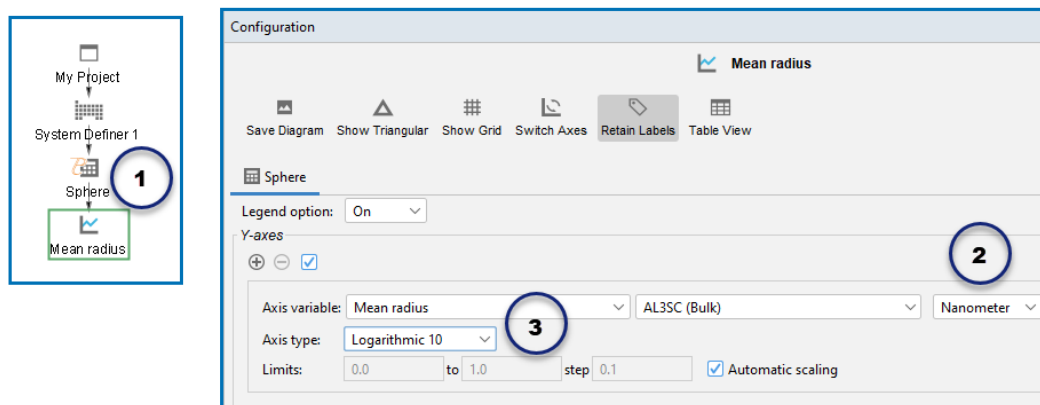 My Project
System Definer 1
Sphere
1
Mean radius
Configuration
Mean radius
Save Diagram Show Triangular Show Grid Switch Axes Retain Labels Table View
Sphere
Legend option: On
Y-axes
2
Axis variable: Mean radius AL3SC (Bulk) Nanometer
3
Axis type: Logarithmic 10
Limits: 0.0 to 1.0 step 0.1 Automatic scaling